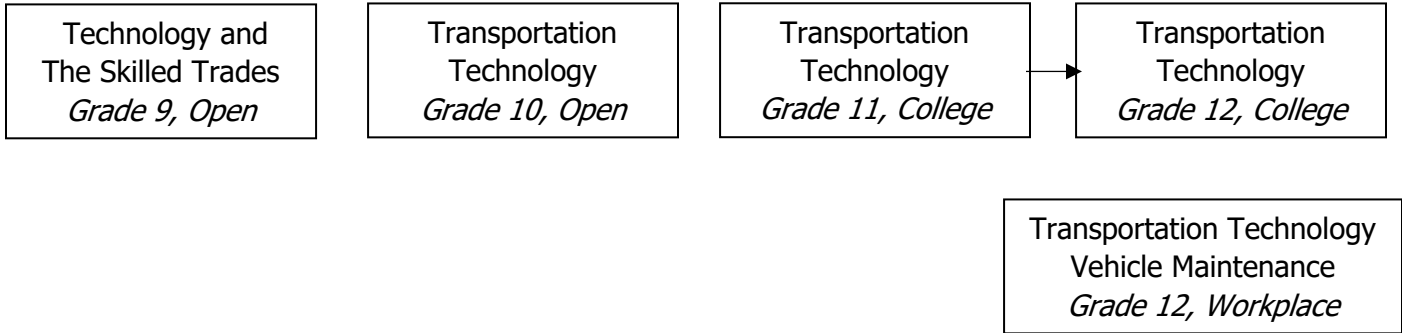 Technology and
The Skilled Trades
Grade 9, Open
Transportation
Technology
Grade 10, Open
Transportation
Technology
Grade 11, College
Transportation
Technology
Grade 12, College
Transportation Technology
Vehicle Maintenance
Grade 12, Workplace